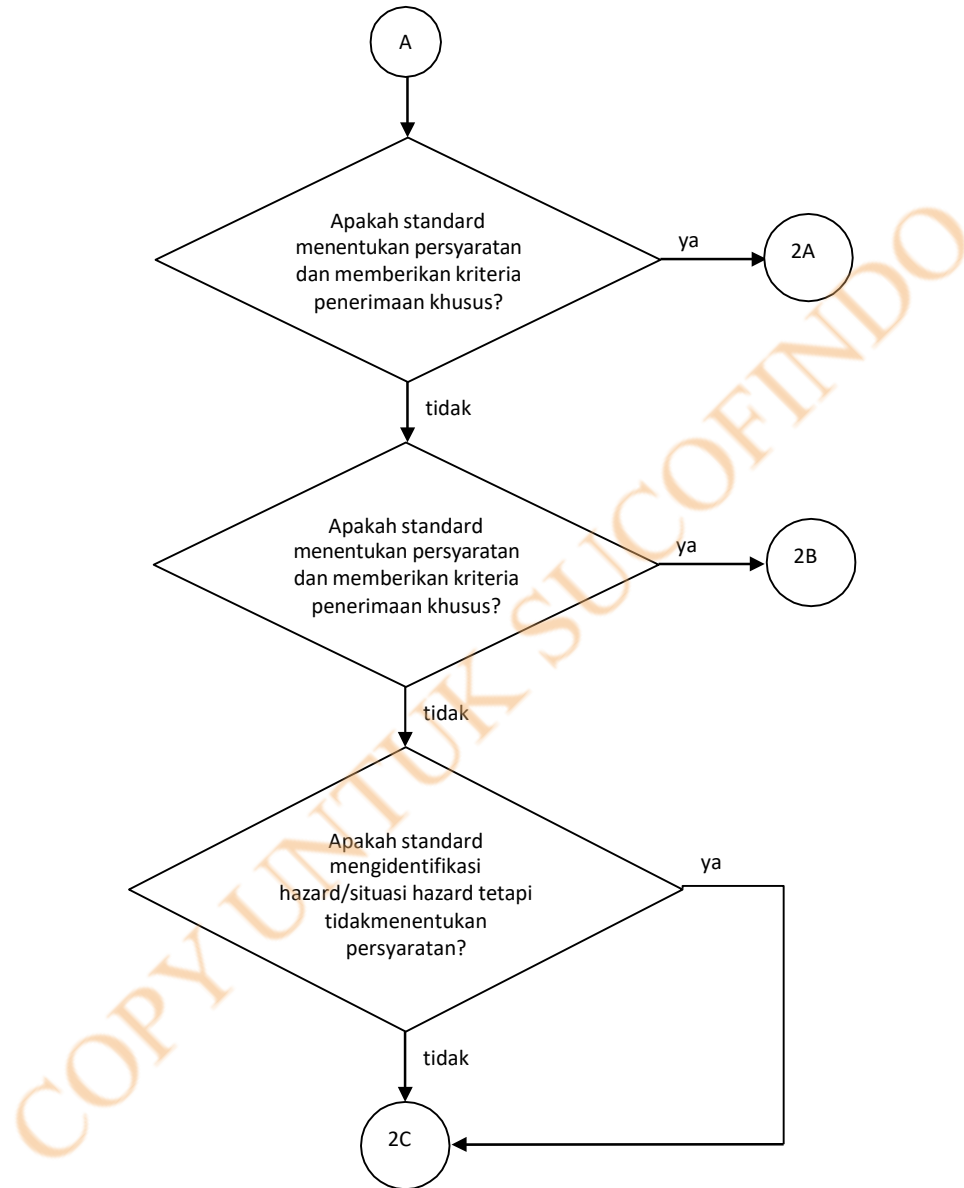 A
Apakah standard
menentukan persyaratan
dan memberikan kriteria
penerimaan khusus?
ya
2A
tidak
Apakah standard
menentukan persyaratan
dan memberikan kriteria
penerimaan khusus?
ya
2B
tidak
Apakah standard
mengidentifikasi
hazard/situasi hazard tetapi
tidakmenentukan
persyaratan?
ya
tidak
2C
COPY UNTUK SUCOFINDO